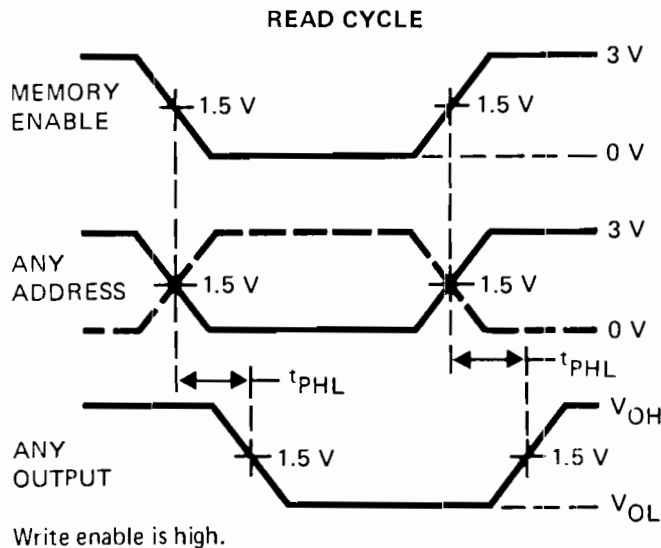 READ CYCLE
3 V
MEMORY
ENABLE
1.5 V
1.5 V
0 V
3 V
ANY
ADDRESS
1.5 V
1.5 V
0 V
tPHL
tPHL
VOH
ANY
OUTPUT
1.5 V
1.5 V
VOL
Write enable is high.